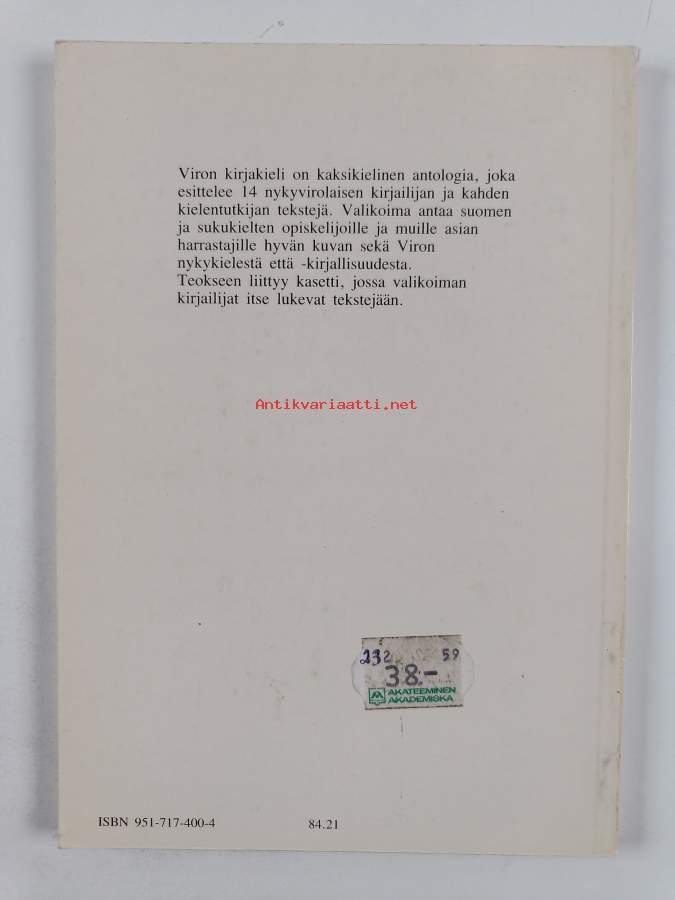 Viron kirjakieli on kaksikielinen antologia, joka
esittelee 14 nykyvirolaisen kirjailijan ja kahden
kielentutkijan tekstejä. Valikoima antaa suomen
ja sukukielten opiskelijoille ja muille asian
harrastajille hyvän kuvan sekä Viron
nykykielestä että -kirjallisuudesta.
Teokseen liittyy kasetti, jossa valikoiman
kirjailijat itse lukevat tekstejään.
Antikvariaatti.net
232 59
38.-
AKATEEMINEN
AKADEMISKA
ISBN 951-717-400-4 84.21